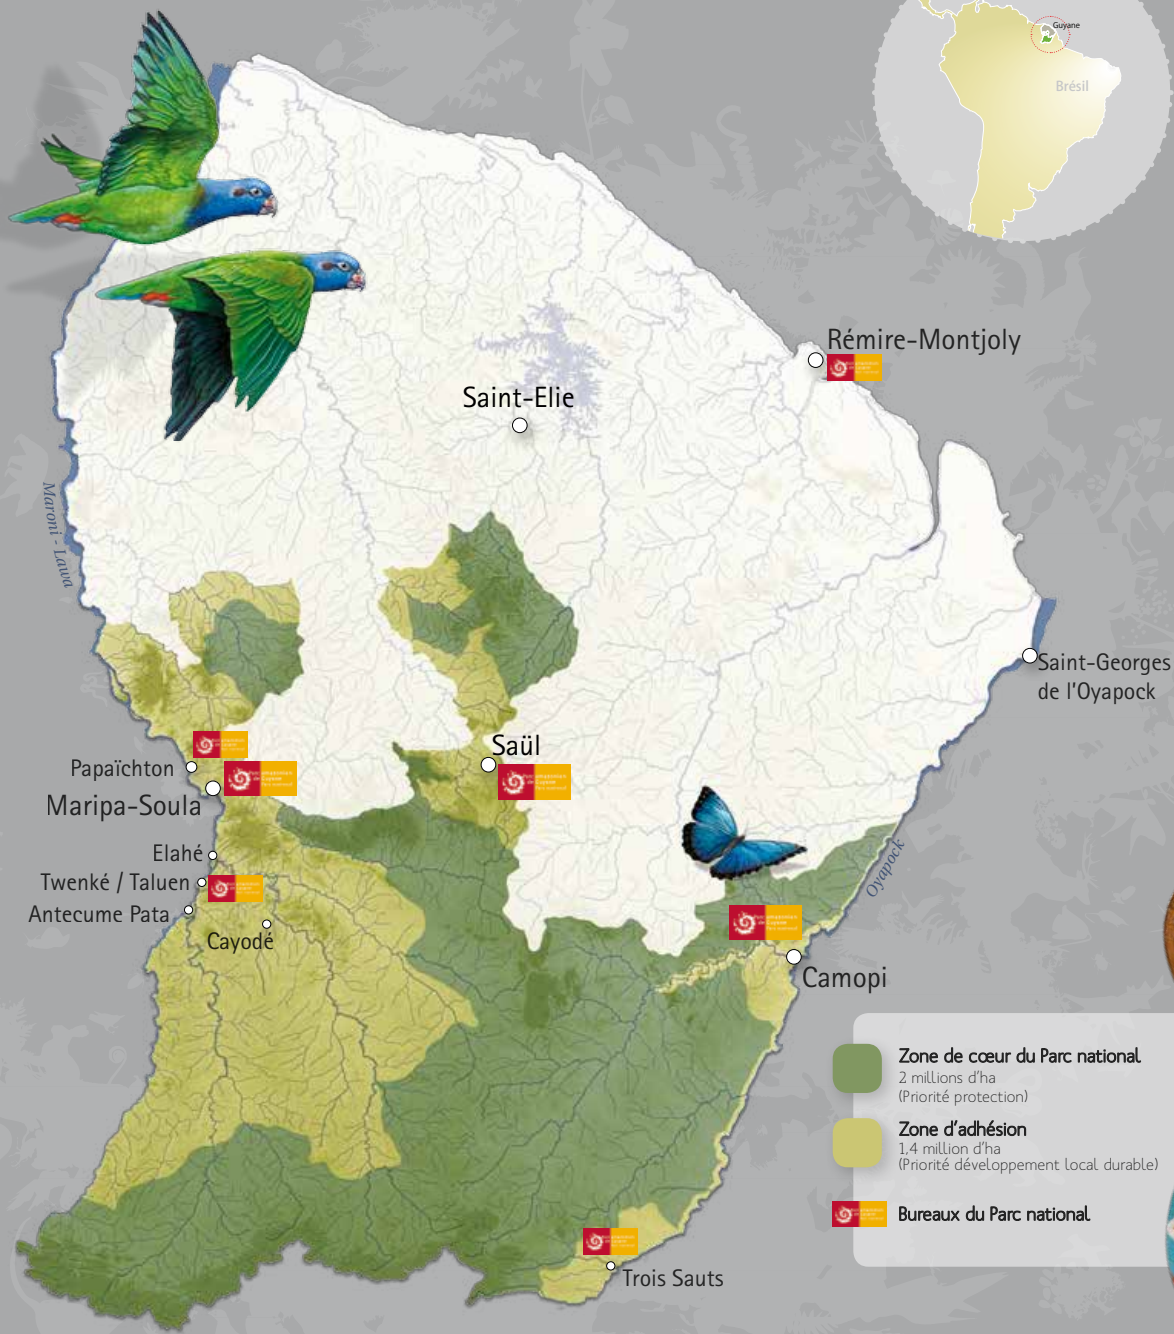 Guyane
Brésil
Rémire-Montjoly
Saint-Elie
Maroni - Lawa
Saint-Georges
de l'Oyapock
Saül
Papaïchton
Maripa-Soula
Elahé
Twenké / Taluen
Antecume Pata
Cayodé
Oyapock
Camopi
Zone de cœur du Parc national
2 millions d'ha
(Priorité protection)
Zone d'adhésion
1,4 million d'ha
(Priorité développement local durable)
Bureaux du Parc national
Trois Sauts